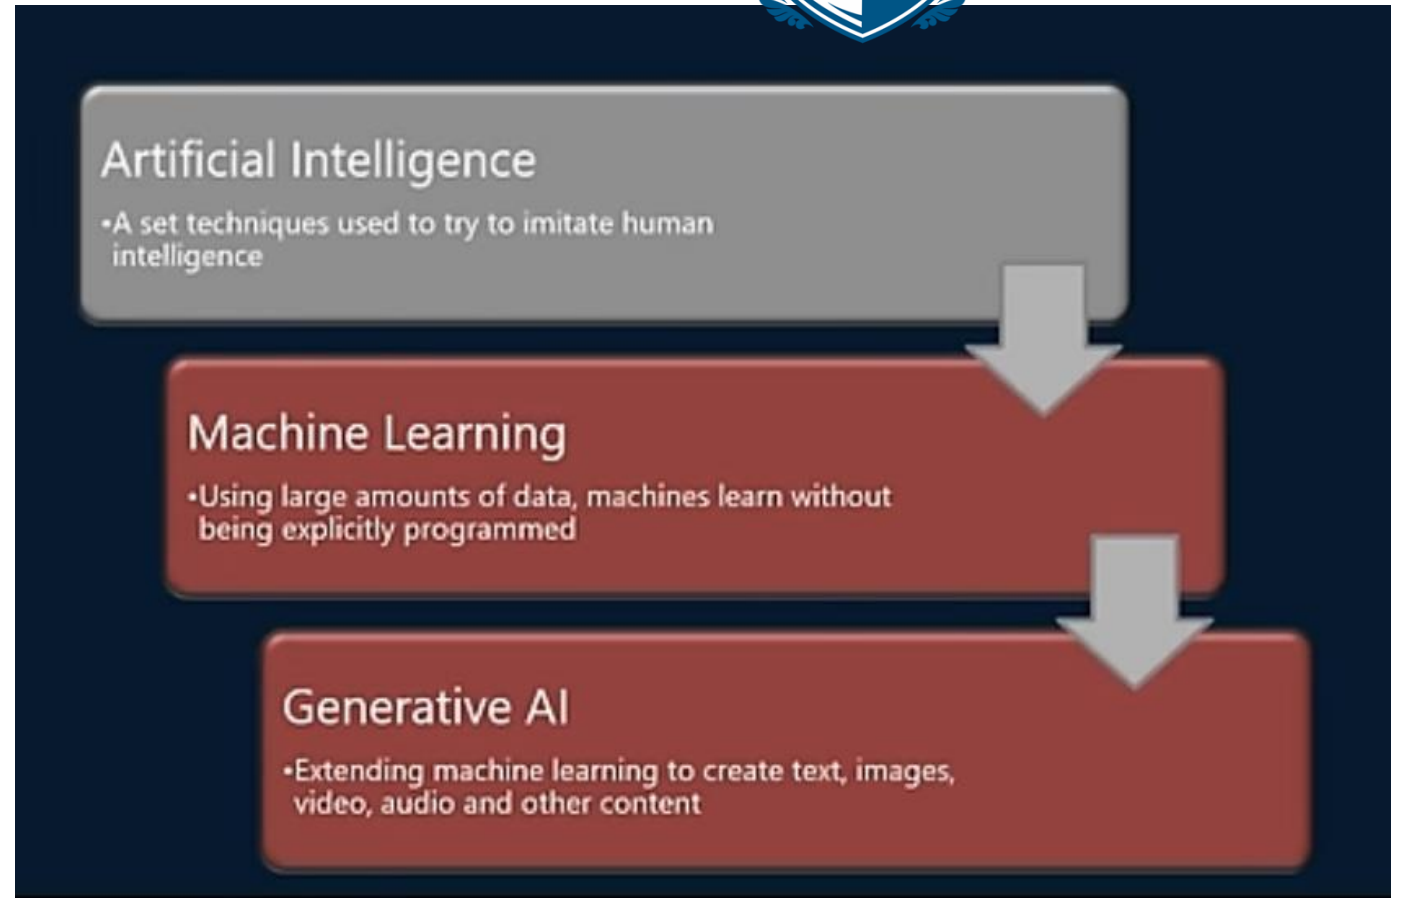 Artificial Intelligence
•A set techniques used to try to imitate human
intelligence
Machine Learning
•Using large amounts of data, machines learn without
being explicitly programmed
Generative AI
•Extending machine learning to create text, images,
video, audio and other content